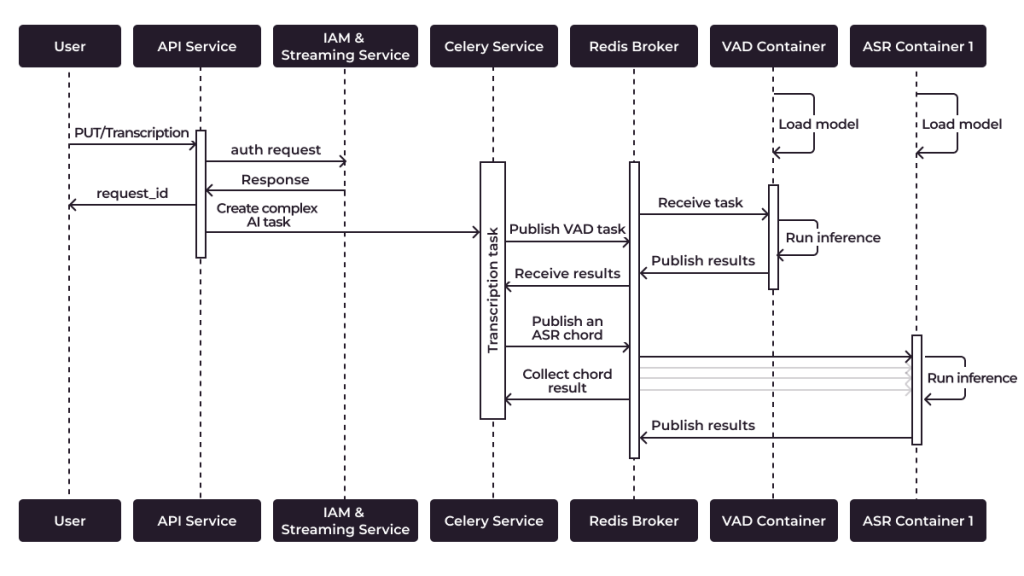 User
API Service
IAM &
Streaming Service
Celery Service
Redis Broker
VAD Container
ASR Container 1
Load model
Load model
PUT/Transcription
auth request
Response
request_id
Create complex
AI task
Transcription task
Publish VAD task
Receive task
Run inference
Publish results
Receive results
Publish an
ASR chord
Collect chord
result
Run inference
Publish results
User
API Service
IAM &
Streaming Service
Celery Service
Redis Broker
VAD Container
ASR Container 1